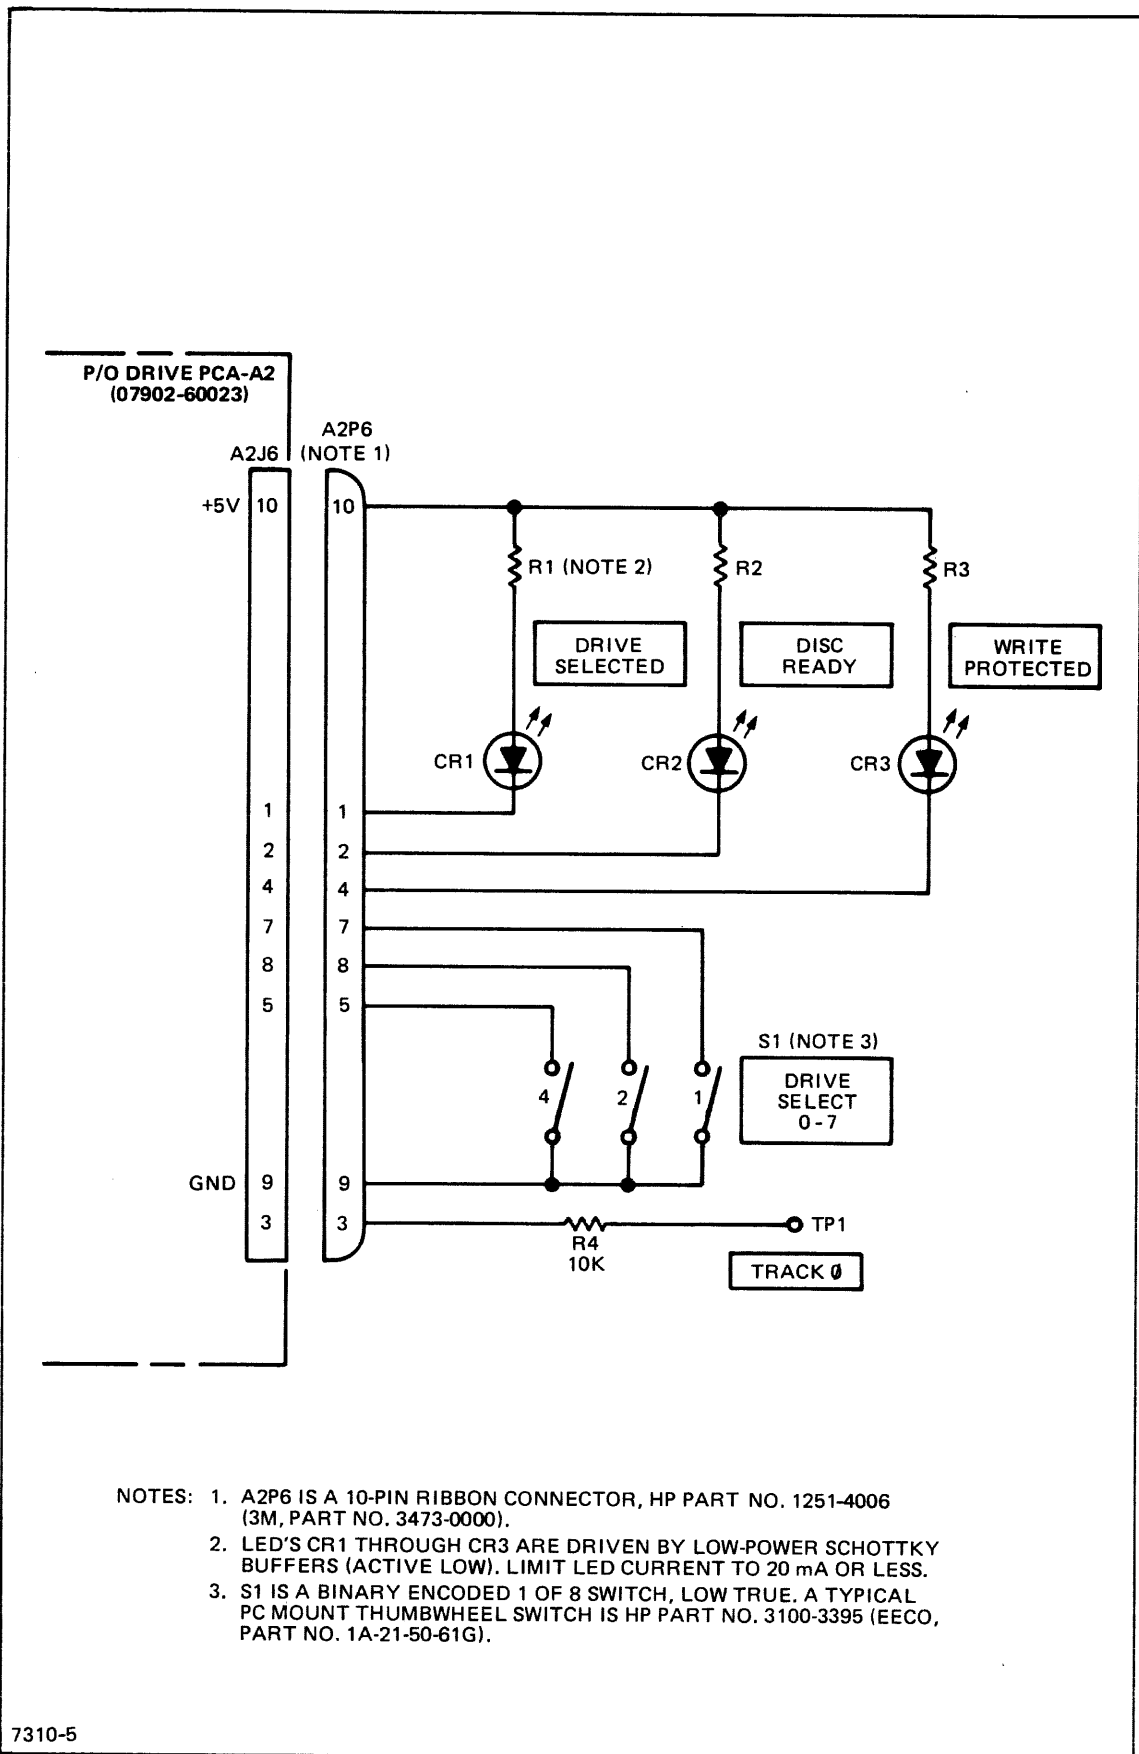 P/O DRIVE PCA-A2
(07902-60023)
A2J6
A2P6
(NOTE 1)
+5V 10 10
R1 (NOTE 2)
R2
R3
DRIVE
SELECTED
DISC
READY
WRITE
PROTECTED
CR1
CR2
CR3
1 1
2 2
4 4
7 7
8 8
5 5
S1 (NOTE 3)
4
2
1
DRIVE
SELECT
0-7
GND 9 9
3 3
R4
10K
TP1
TRACK 0
NOTES: 1. A2P6 IS A 10-PIN RIBBON CONNECTOR, HP PART NO. 1251-4006
(3M, PART NO. 3473-0000).
2. LED'S CR1 THROUGH CR3 ARE DRIVEN BY LOW-POWER SCHOTTKY
BUFFERS (ACTIVE LOW). LIMIT LED CURRENT TO 20 mA OR LESS.
3. S1 IS A BINARY ENCODED 1 OF 8 SWITCH, LOW TRUE. A TYPICAL
PC MOUNT THUMBWHEEL SWITCH IS HP PART NO. 3100-3395 (EECO,
PART NO. 1A-21-50-61G).
7310-5